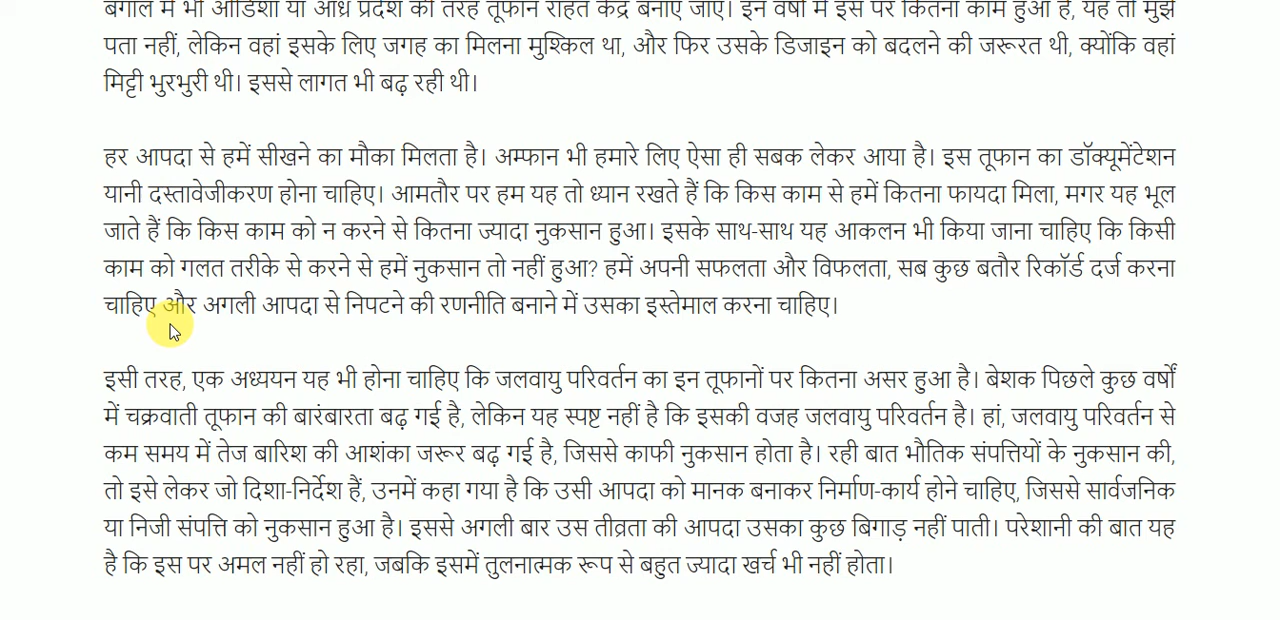 बंगाल में भी ओडिशा या आंध्र प्रदेश की तरह तूफान राहत केंद्र बनाए जाएं। इन वर्षों में इस पर कितना काम हुआ है, यह तो मुझे
पता नहीं, लेकिन वहां इसके लिए जगह का मिलना मुश्किल था, और फिर उसके डिजाइन को बदलने की जरूरत थी, क्योंकि वहां
मिट्टी भुरभुरी थी। इससे लागत भी बढ़ रही थी।
हर आपदा से हमें सीखने का मौका मिलता है। अम्फान भी हमारे लिए ऐसा ही सबक लेकर आया है। इस तूफान का डॉक्यूमेंटेशन
यानी दस्तावेजीकरण होना चाहिए। आमतौर पर हम यह तो ध्यान रखते हैं कि किस काम से हमें कितना फायदा मिला, मगर यह भूल
जाते हैं कि किस काम को न करने से कितना ज्यादा नुकसान हुआ। इसके साथ-साथ यह आकलन भी किया जाना चाहिए कि किसी
काम को गलत तरीके से करने से हमें नुकसान तो नहीं हुआ? हमें अपनी सफलता और विफलता, सब कुछ बतौर रिकॉर्ड दर्ज करना
चाहिए और अगली आपदा से निपटने की रणनीति बनाने में उसका इस्तेमाल करना चाहिए।
इसी तरह, एक अध्ययन यह भी होना चाहिए कि जलवायु परिवर्तन का इन तूफानों पर कितना असर हुआ है। बेशक पिछले कुछ वर्षों
में चक्रवाती तूफान की बारंबारता बढ़ गई है, लेकिन यह स्पष्ट नहीं है कि इसकी वजह जलवायु परिवर्तन है। हां, जलवायु परिवर्तन से
कम समय में तेज बारिश की आशंका जरूर बढ़ गई है, जिससे काफी नुकसान होता है। रही बात भौतिक संपत्तियों के नुकसान की,
तो इसे लेकर जो दिशा-निर्देश हैं, उनमें कहा गया है कि उसी आपदा को मानक बनाकर निर्माण-कार्य होने चाहिए, जिससे सार्वजनिक
या निजी संपत्ति को नुकसान हुआ है। इससे अगली बार उस तीव्रता की आपदा उसका कुछ बिगाड़ नहीं पाती। परेशानी की बात यह
है कि इस पर अमल नहीं हो रहा, जबकि इसमें तुलनात्मक रूप से बहुत ज्यादा खर्च भी नहीं होता।